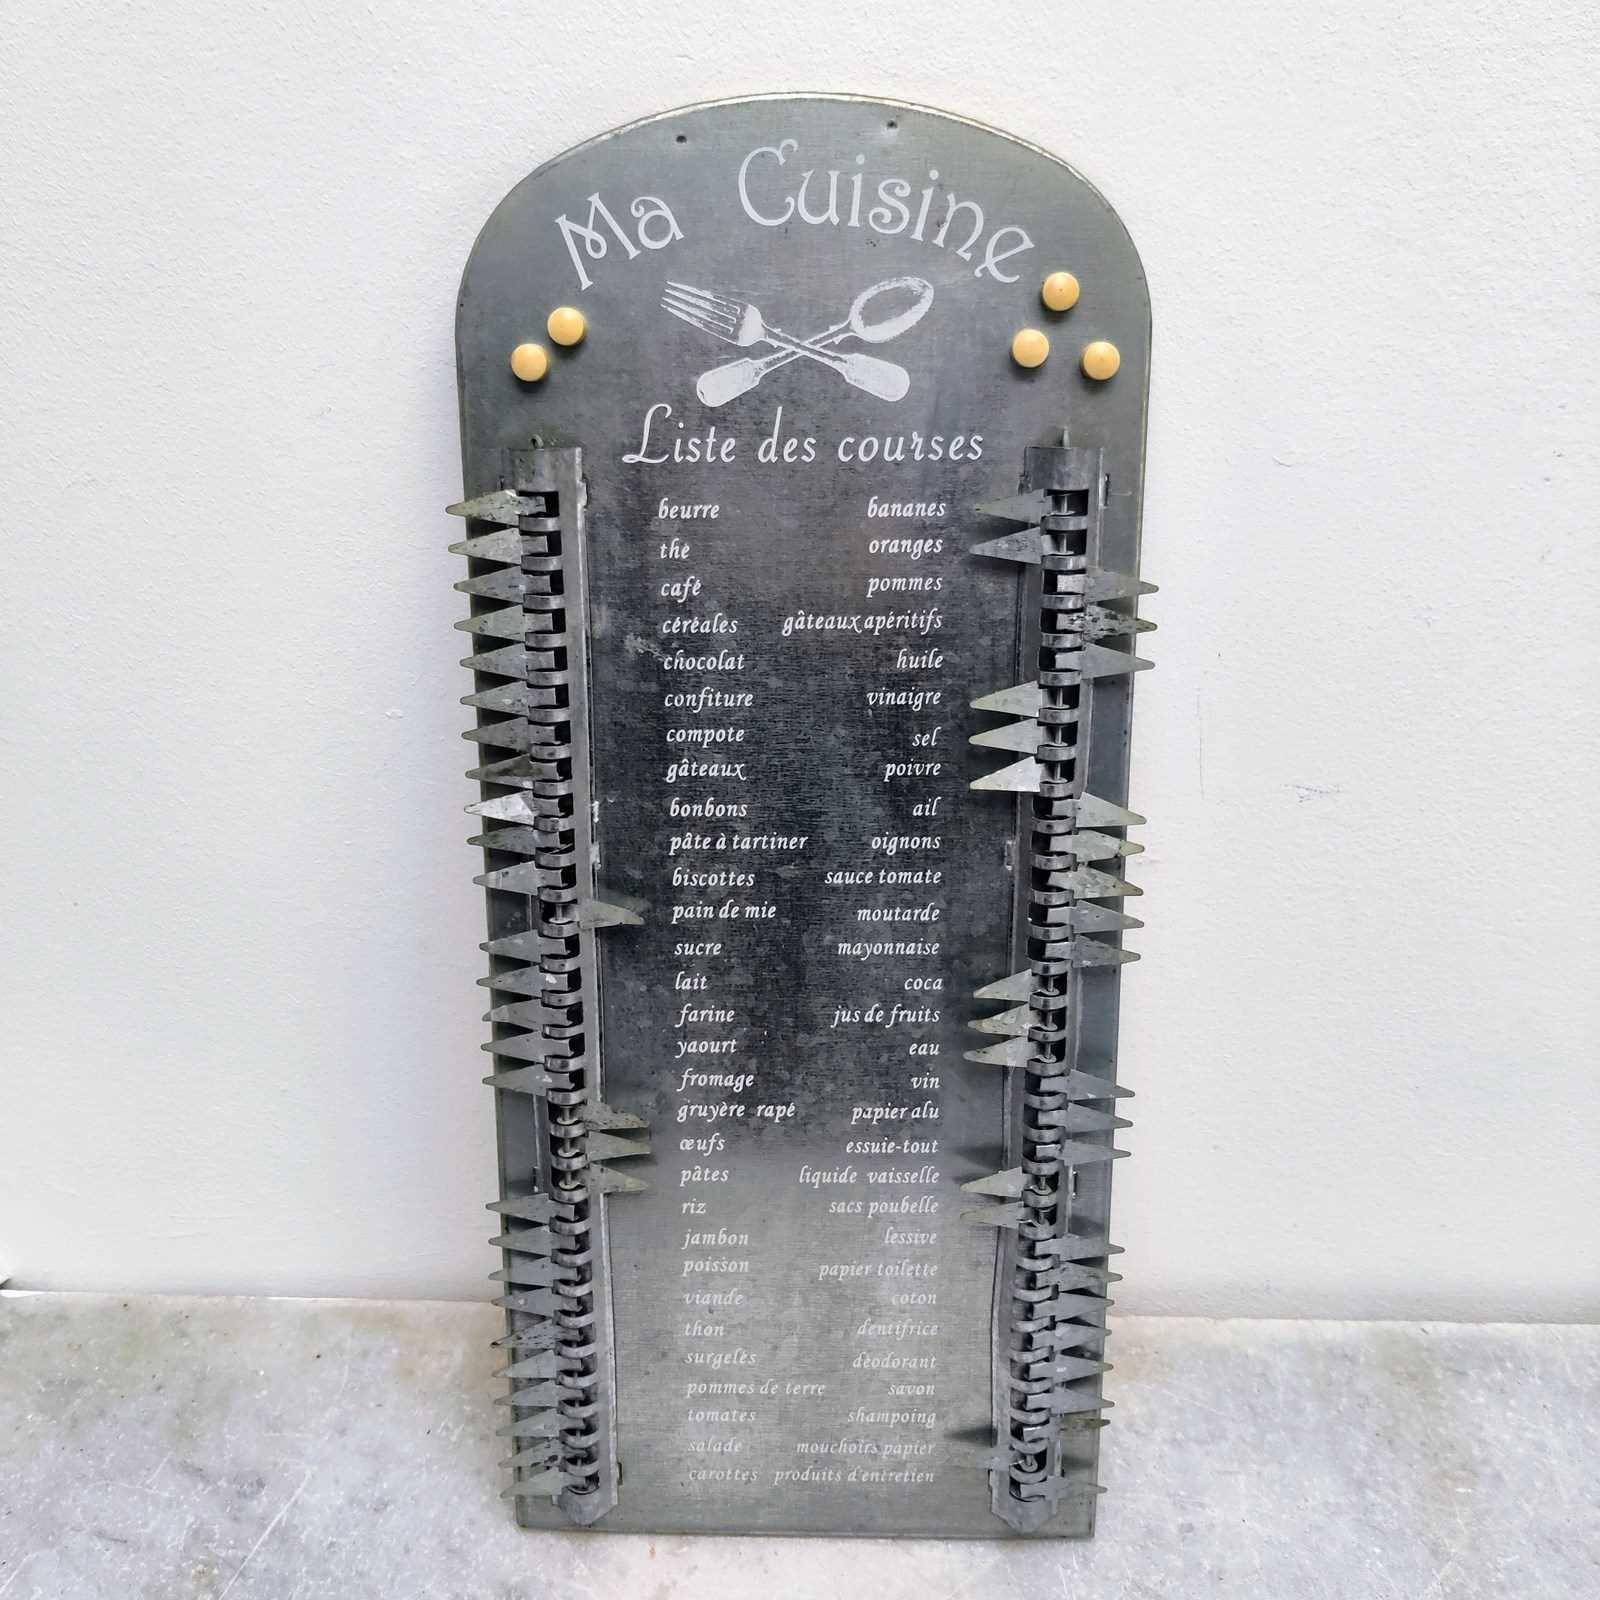 Ma Cuisine
Liste des courses
beurre bananes
thé oranges
café pommes
céréales gâteaux apéritifs
chocolat huile
confiture vinaigre
compote sel
gâteaux poivre
bonbons ail
pâte à tartiner oignons
biscottes sauce tomate
pain de mie moutarde
sucre mayonnaise
lait coca
farine jus de fruits
yaourt eau
fromage vin
gruyère rapé papier alu
œufs essuie-tout
pâtes liquide vaisselle
riz sacs poubelle
jambon lessive
poisson papier toilette
viande coton
thon dentifrice
surgelés déodorant
pommes de terre savon
tomates shampoing
salade mouchoirs papier
carottes produits d'entretien